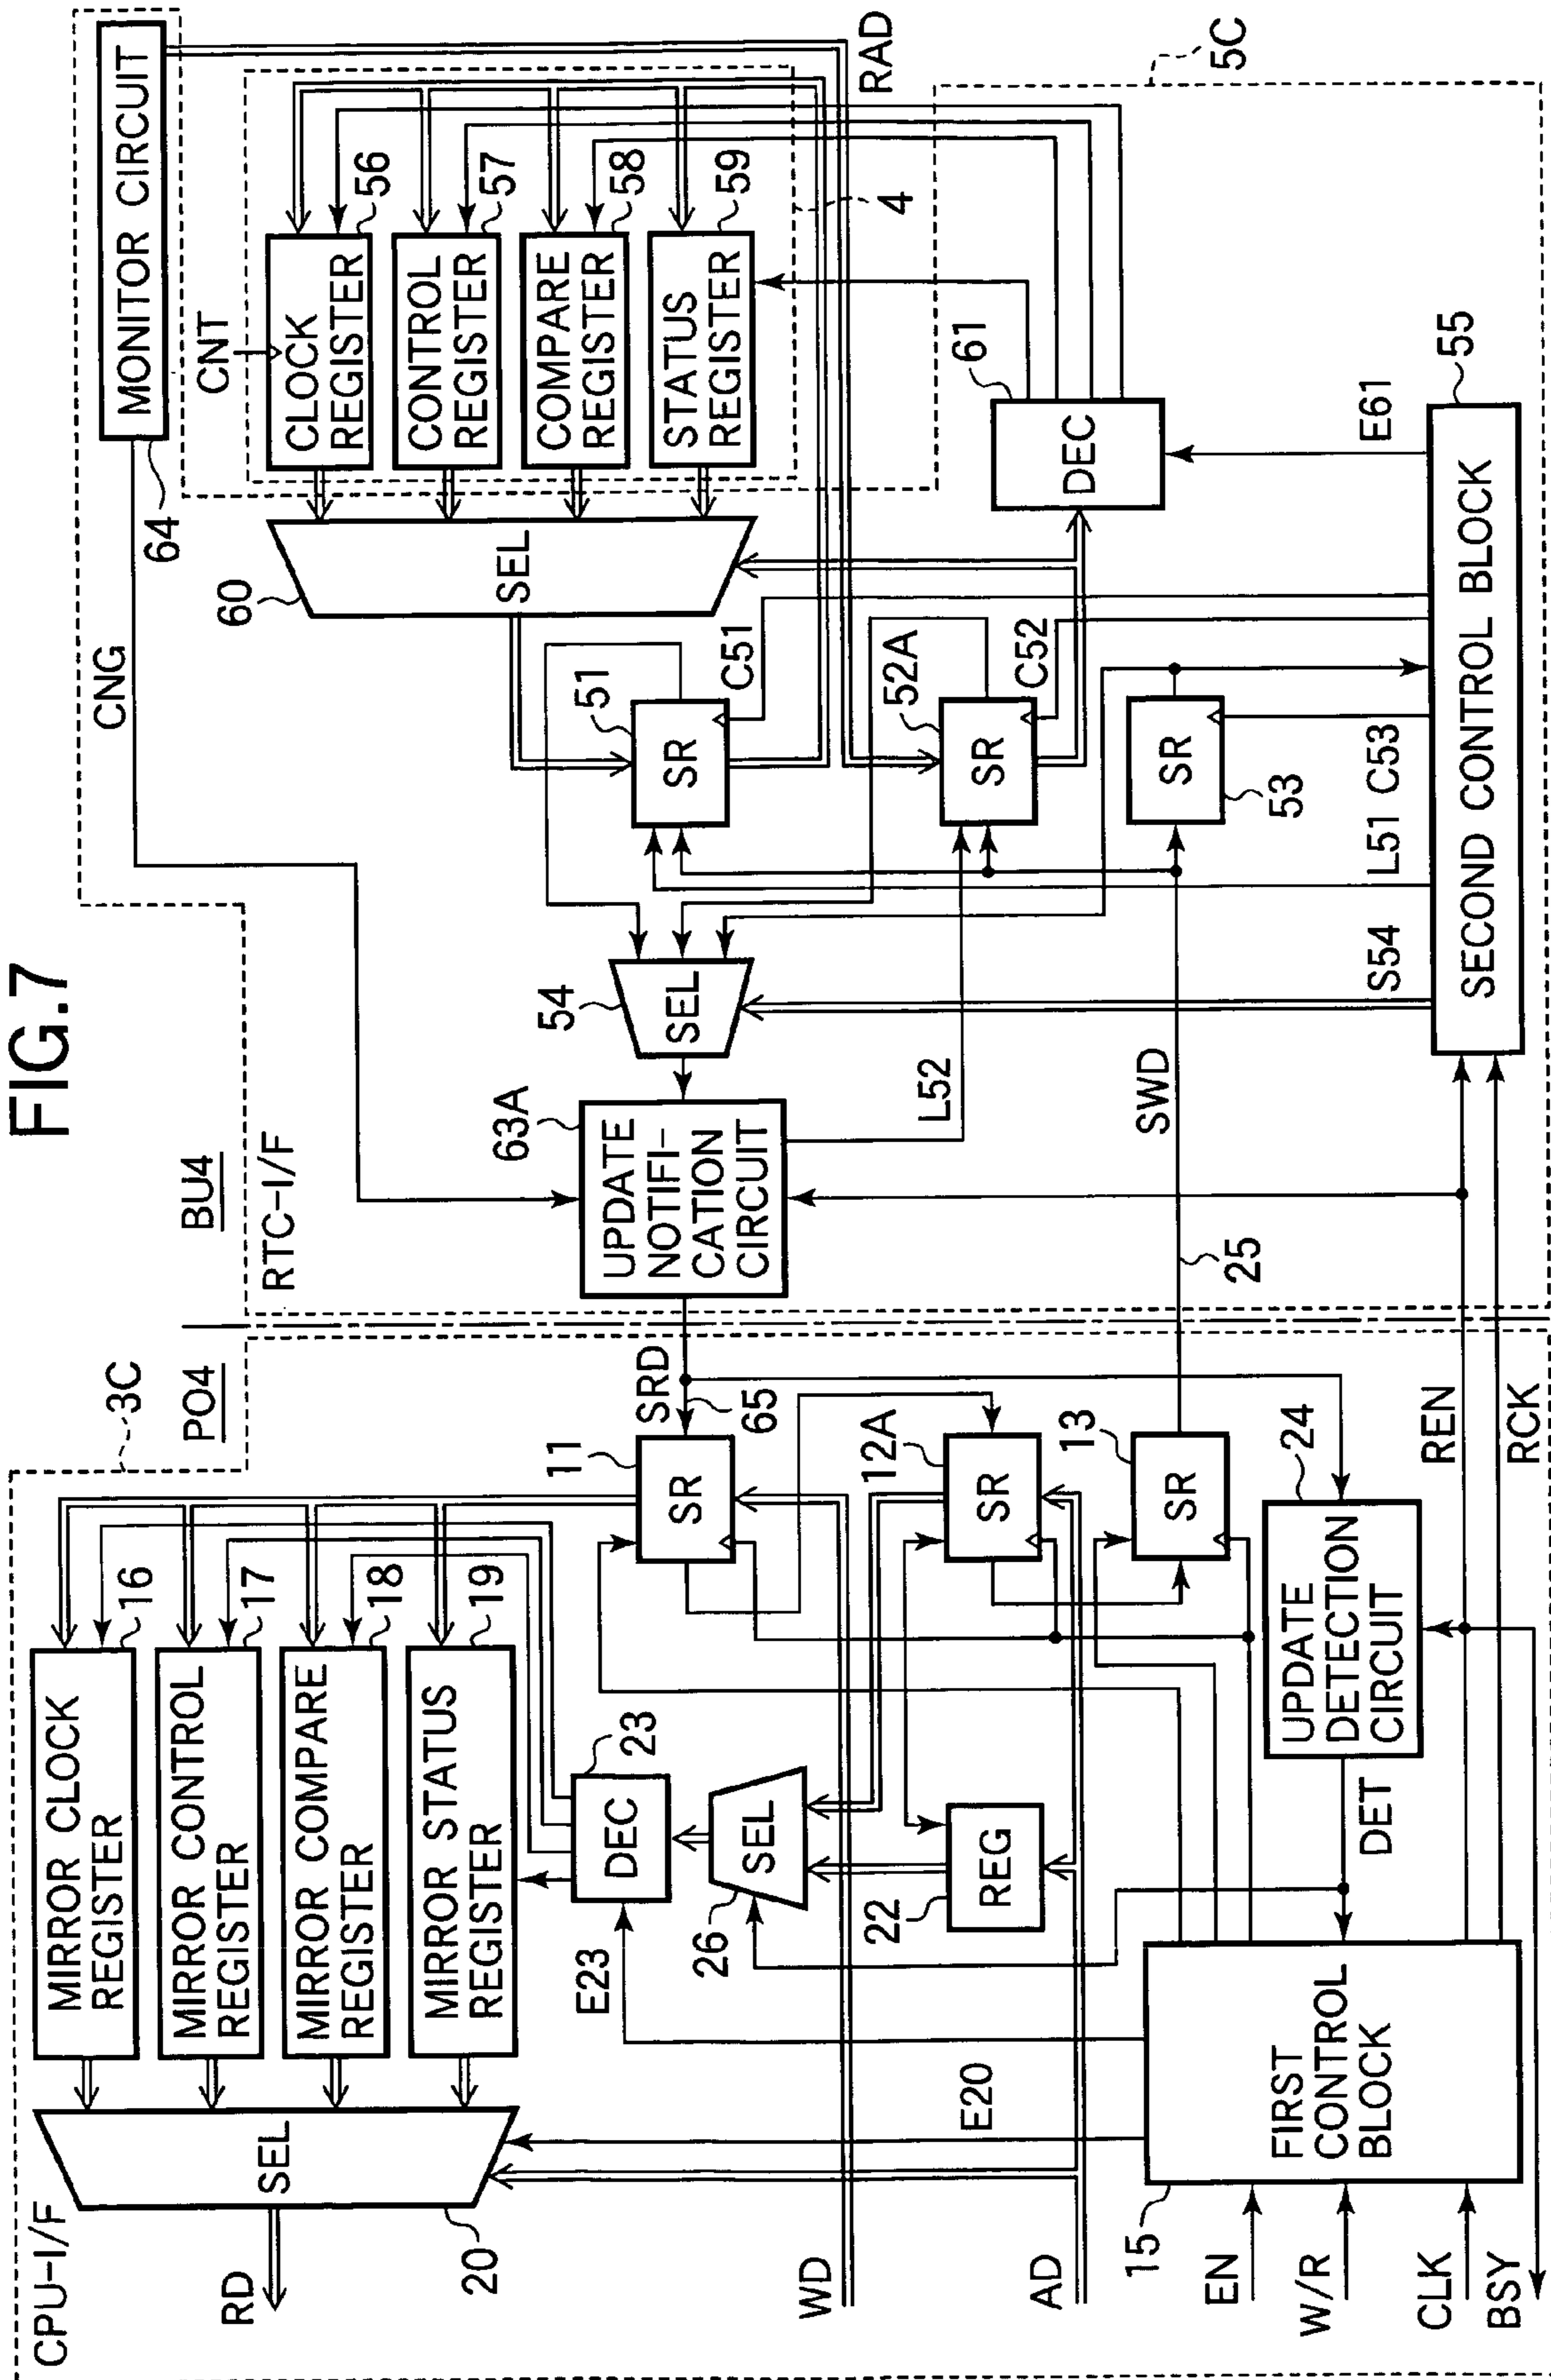 FIG.7
CPU-I/F
3C
PO4
BU4
RTC-I/F
CNG
64
MONITOR CIRCUIT
RD
20
SEL
MIRROR CLOCK
REGISTER
16
MIRROR CONTROL
REGISTER
17
MIRROR COMPARE
REGISTER
18
MIRROR STATUS
REGISTER
19
E23
23
DEC
26
SEL
22
REG
WD
AD
E20
11
SR
SRD
65
12A
SR
13
SR
24
UPDATE
DETECTION
CIRCUIT
DET
15
FIRST
CONTROL
BLOCK
EN
W/R
CLK
BSY
REN
RCK
25
SWD
63A
UPDATE
NOTIFI-
CATION
CIRCUIT
L52
54
SEL
S54
L51
C53
51
SR
C51
52A
SR
C52
53
SR
60
SEL
CNT
CLOCK
REGISTER
56
CONTROL
REGISTER
57
COMPARE
REGISTER
58
STATUS
REGISTER
59
4
RAD
61
DEC
E61
SECOND CONTROL BLOCK
55
5C